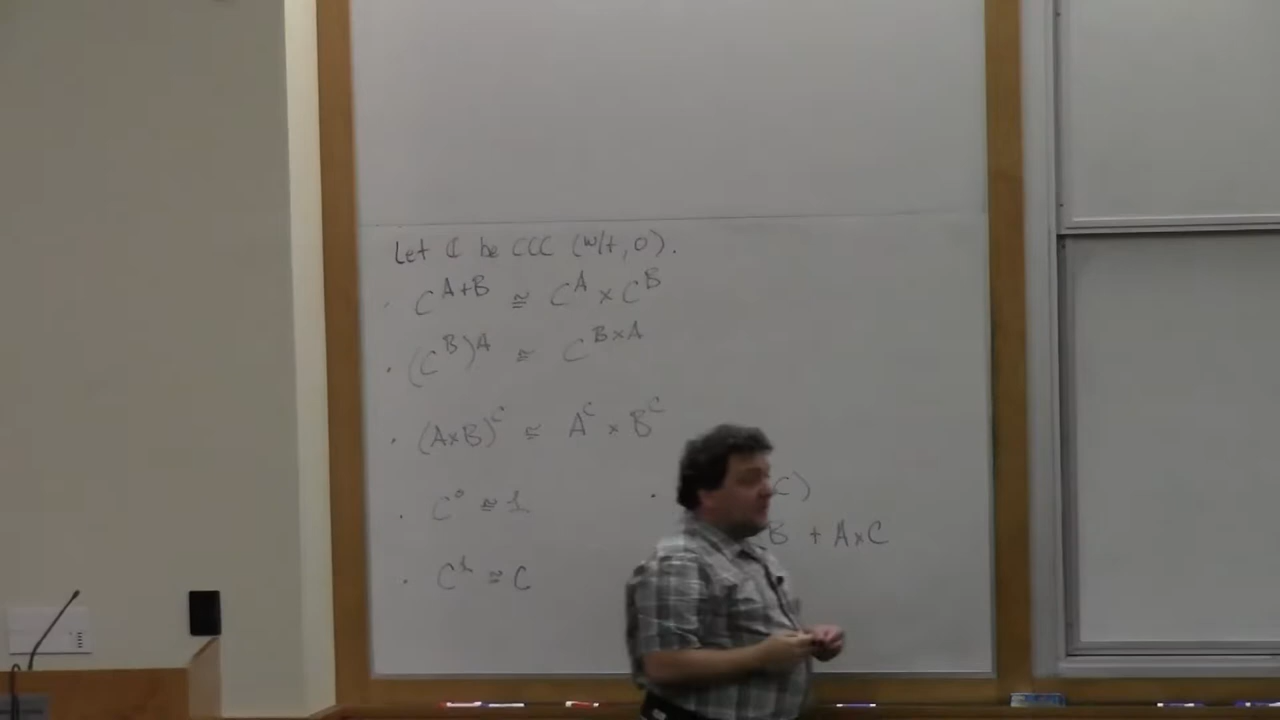 Let ℂ be CCC (w/+, 0).
· C^{A+B} ≅ C^A × C^B
· (C^B)^A ≅ C^{B×A}
· (A×B)^C ≅ A^C × B^C
· C^0 ≅ 1
· C^1 ≅ C
· C)
B + A×C